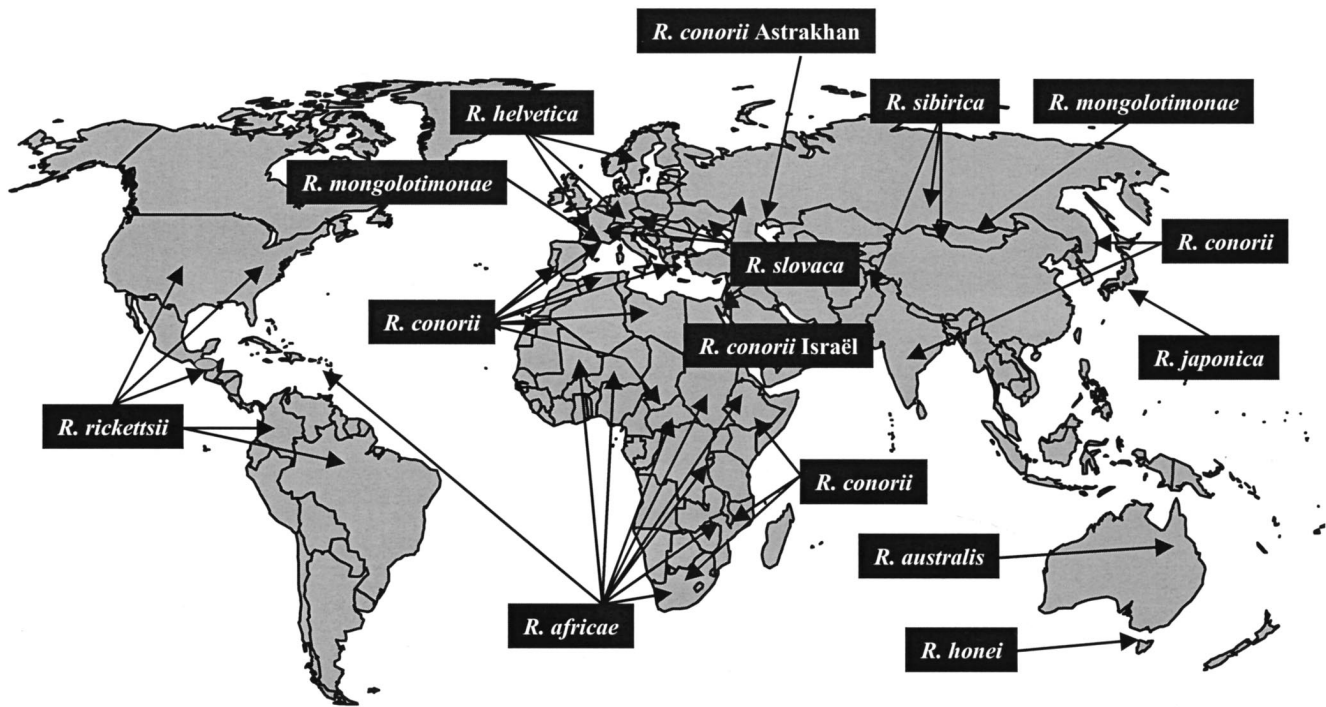 R. conorii Astrakhan
R. helvetica
R. sibirica
R. mongolotimonae
R. mongolotimonae
R. conorii
R. slovaca
R. conorii
R. conorii Israël
R. japonica
R. rickettsii
R. conorii
R. australis
R. africae
R. honei